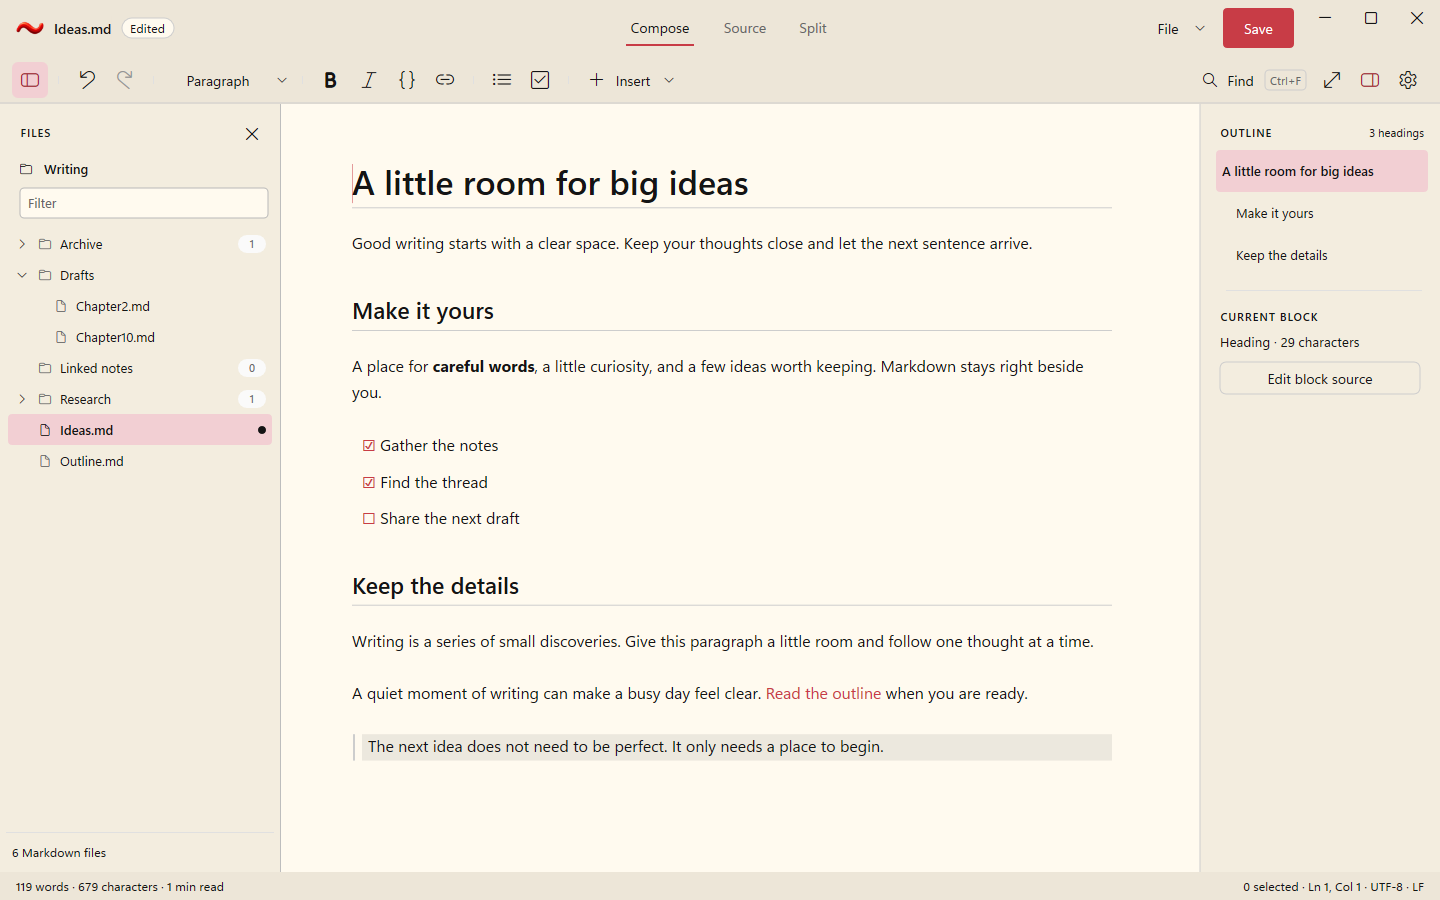 Ideas.md Edited Compose Source Split File Save
Paragraph B I {} Insert Find Ctrl+F
FILES
Writing
Filter
Archive 1
Drafts
Chapter2.md
Chapter10.md
Linked notes 0
Research 1
Ideas.md
Outline.md
6 Markdown files
A little room for big ideas
Good writing starts with a clear space. Keep your thoughts close and let the next sentence arrive.
Make it yours
A place for careful words, a little curiosity, and a few ideas worth keeping. Markdown stays right beside
you.
Gather the notes
Find the thread
Share the next draft
Keep the details
Writing is a series of small discoveries. Give this paragraph a little room and follow one thought at a time.
A quiet moment of writing can make a busy day feel clear. Read the outline when you are ready.
The next idea does not need to be perfect. It only needs a place to begin.
OUTLINE 3 headings
A little room for big ideas
Make it yours
Keep the details
CURRENT BLOCK
Heading · 29 characters
Edit block source
119 words · 679 characters · 1 min read
0 selected · Ln 1, Col 1 · UTF-8 · LF